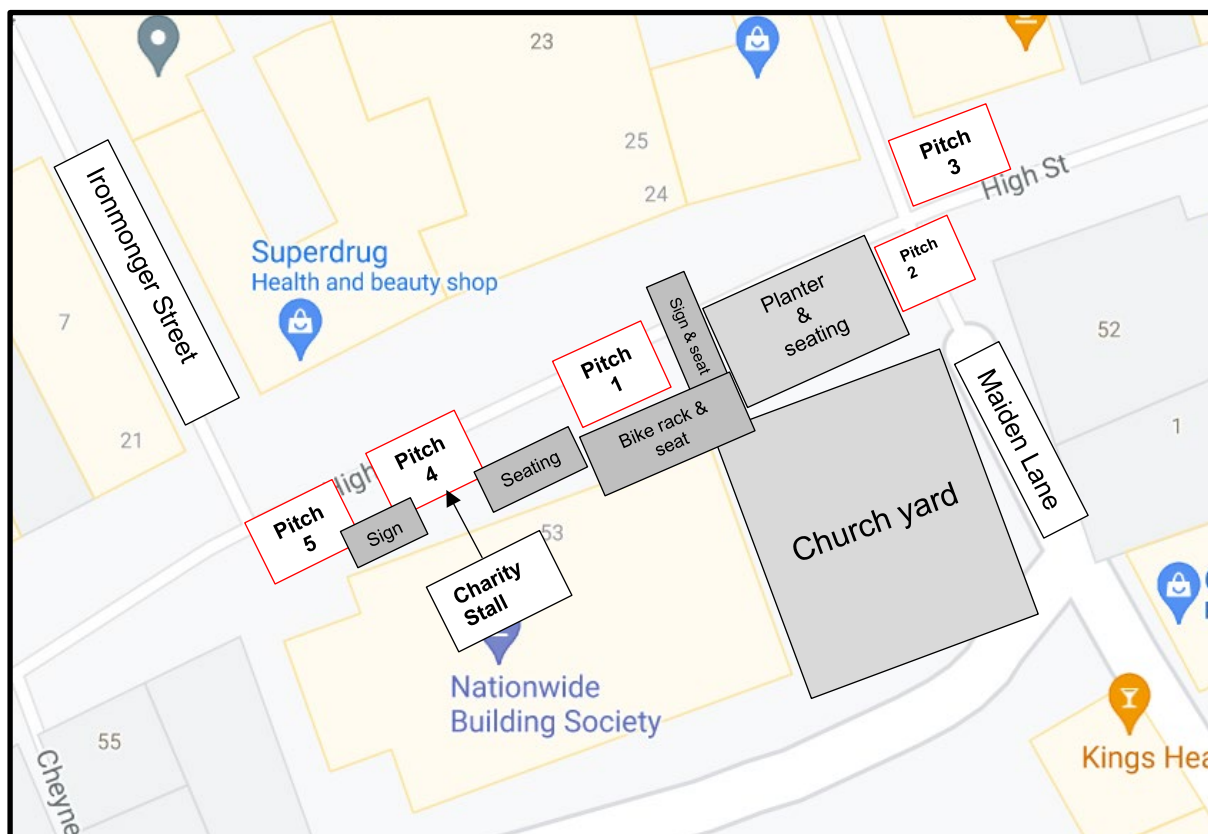 23
25
24
Pitch
3
High St
Ironmonger Street
Superdrug
Health and beauty shop
7
21
Pitch
2
Planter
&
seating
Sign & seat
52
Pitch
1
Bike rack &
seat
Maiden Lane
1
Pitch
4
High
Seating
Pitch
5
Sign
53
Church yard
Charity
Stall
Nationwide
Building Society
55
Cheyne
Kings Hea